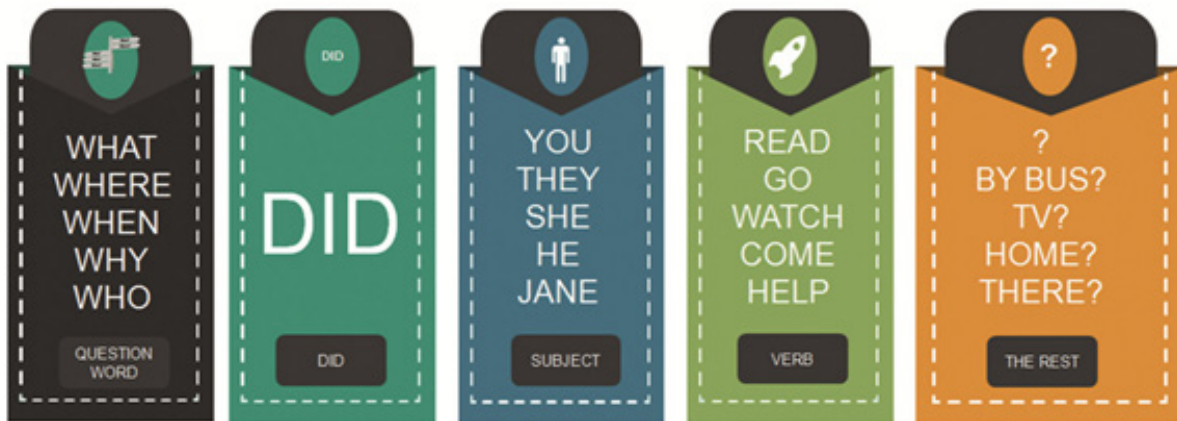 WHAT
WHERE
WHEN
WHY
WHO
QUESTION
WORD
DID
DID
DID
YOU
THEY
SHE
HE
JANE
SUBJECT
READ
GO
WATCH
COME
HELP
VERB
?
?
BY BUS?
TV?
HOME?
THERE?
THE REST